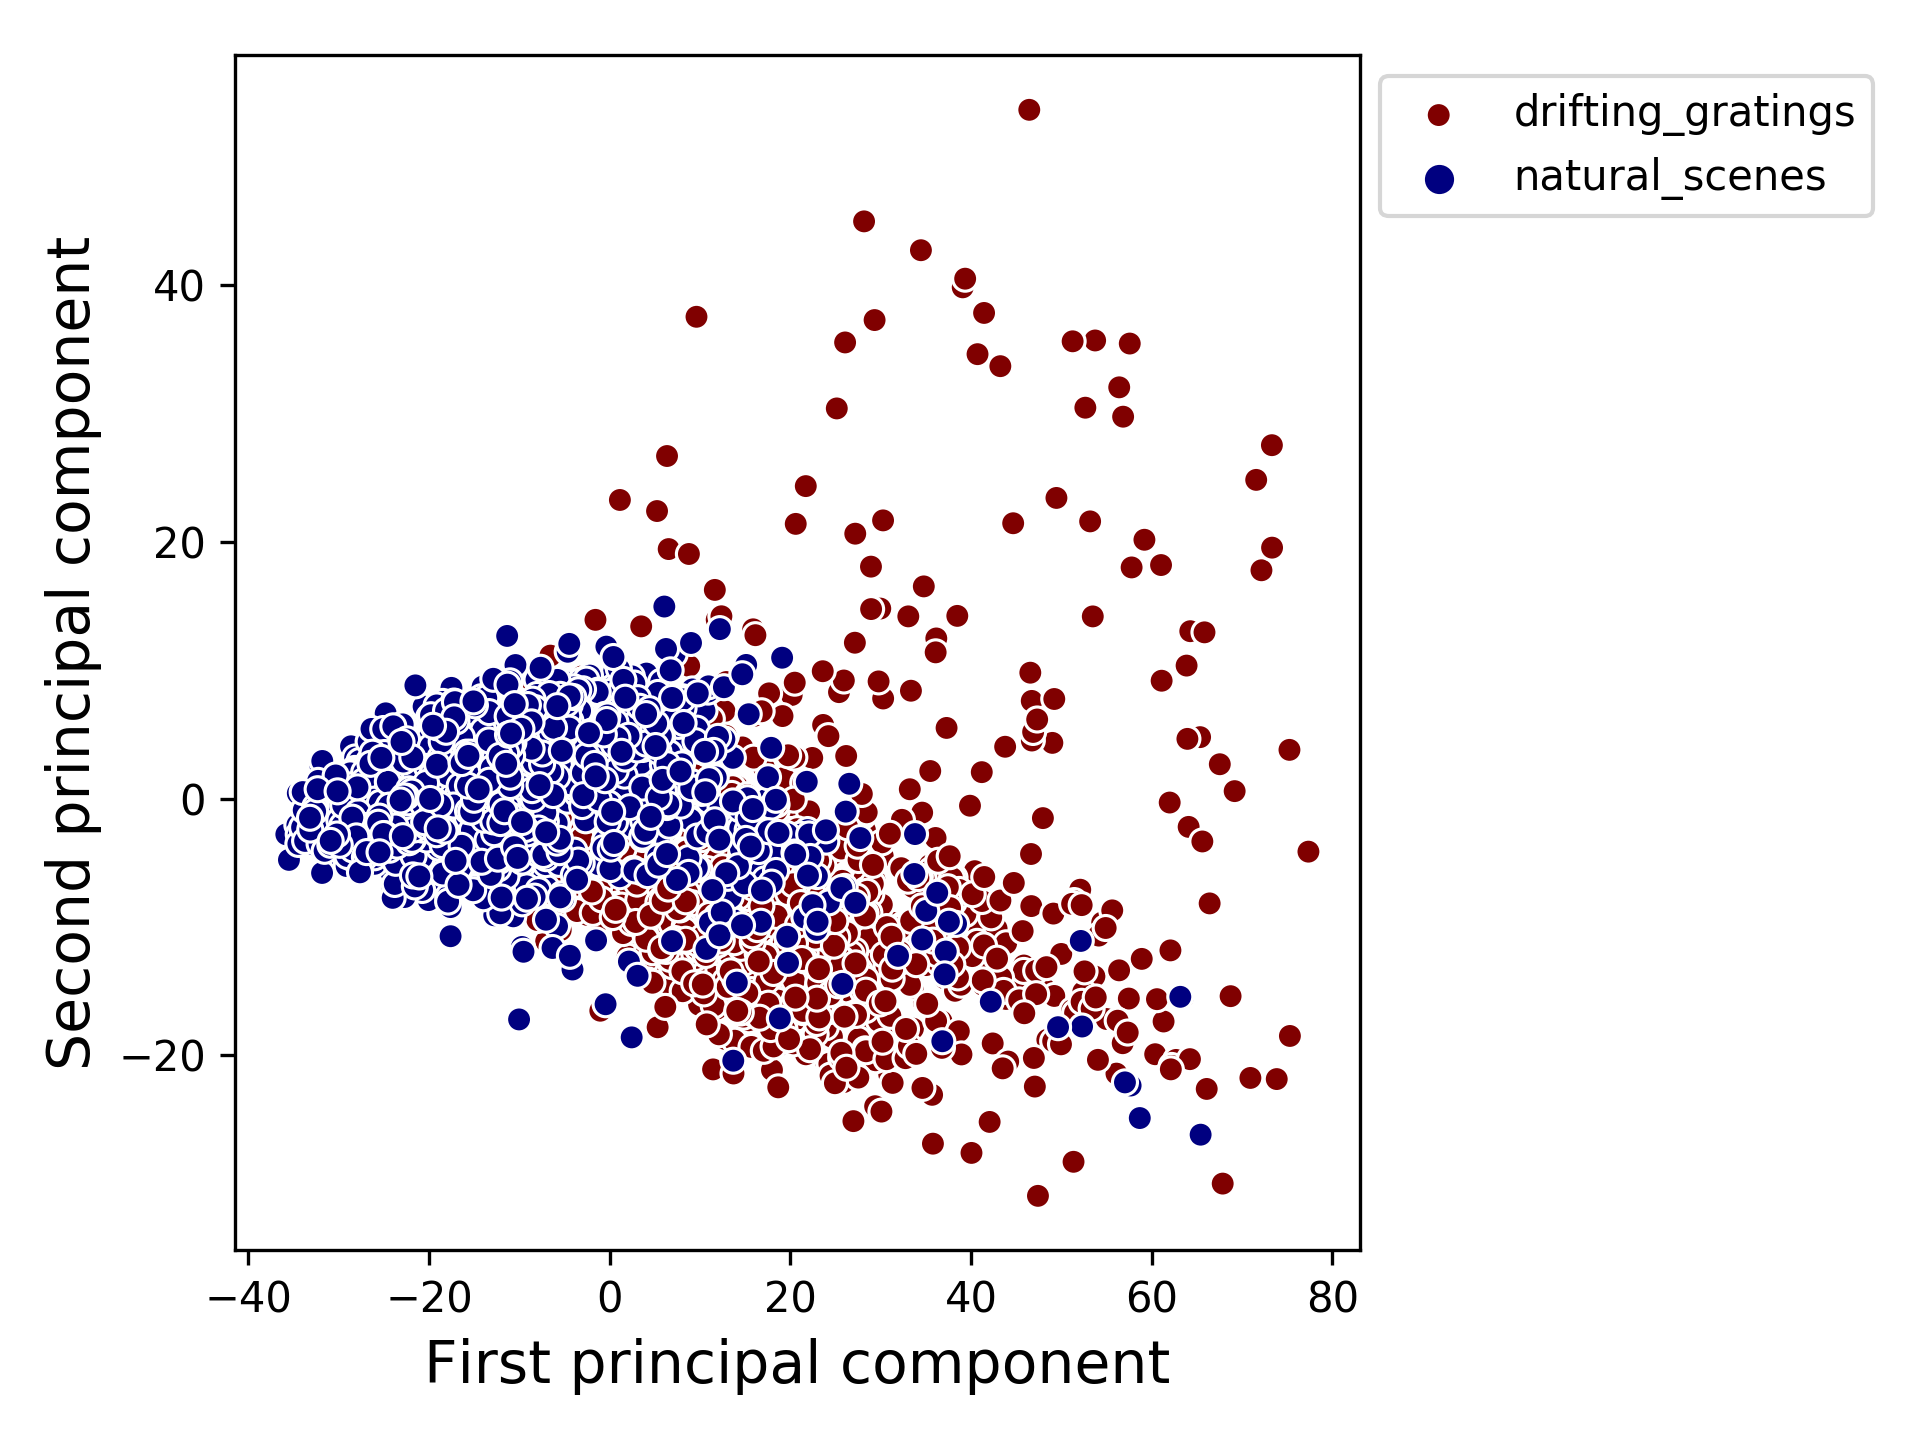 drifting_gratings
natural_scenes
Second principal component
40
20
0
−20
−40 −20 0 20 40 60 80
First principal component